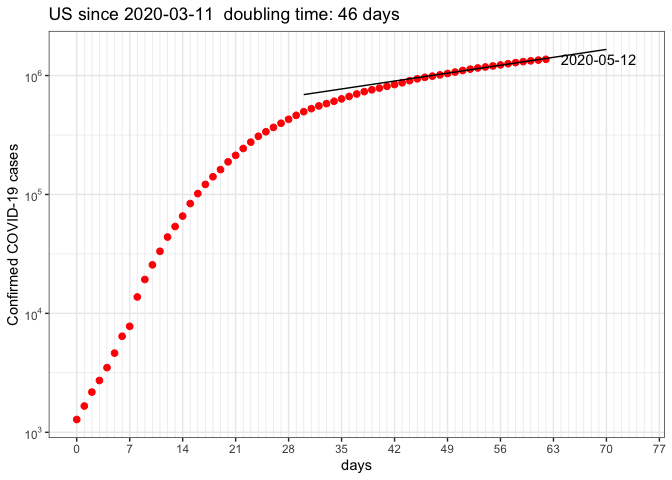 US since 2020-03-11  doubling time: 46 days
Confirmed COVID-19 cases
10⁶
10⁵
10⁴
10³
2020-05-12
0 7 14 21 28 35 42 49 56 63 70 77
days